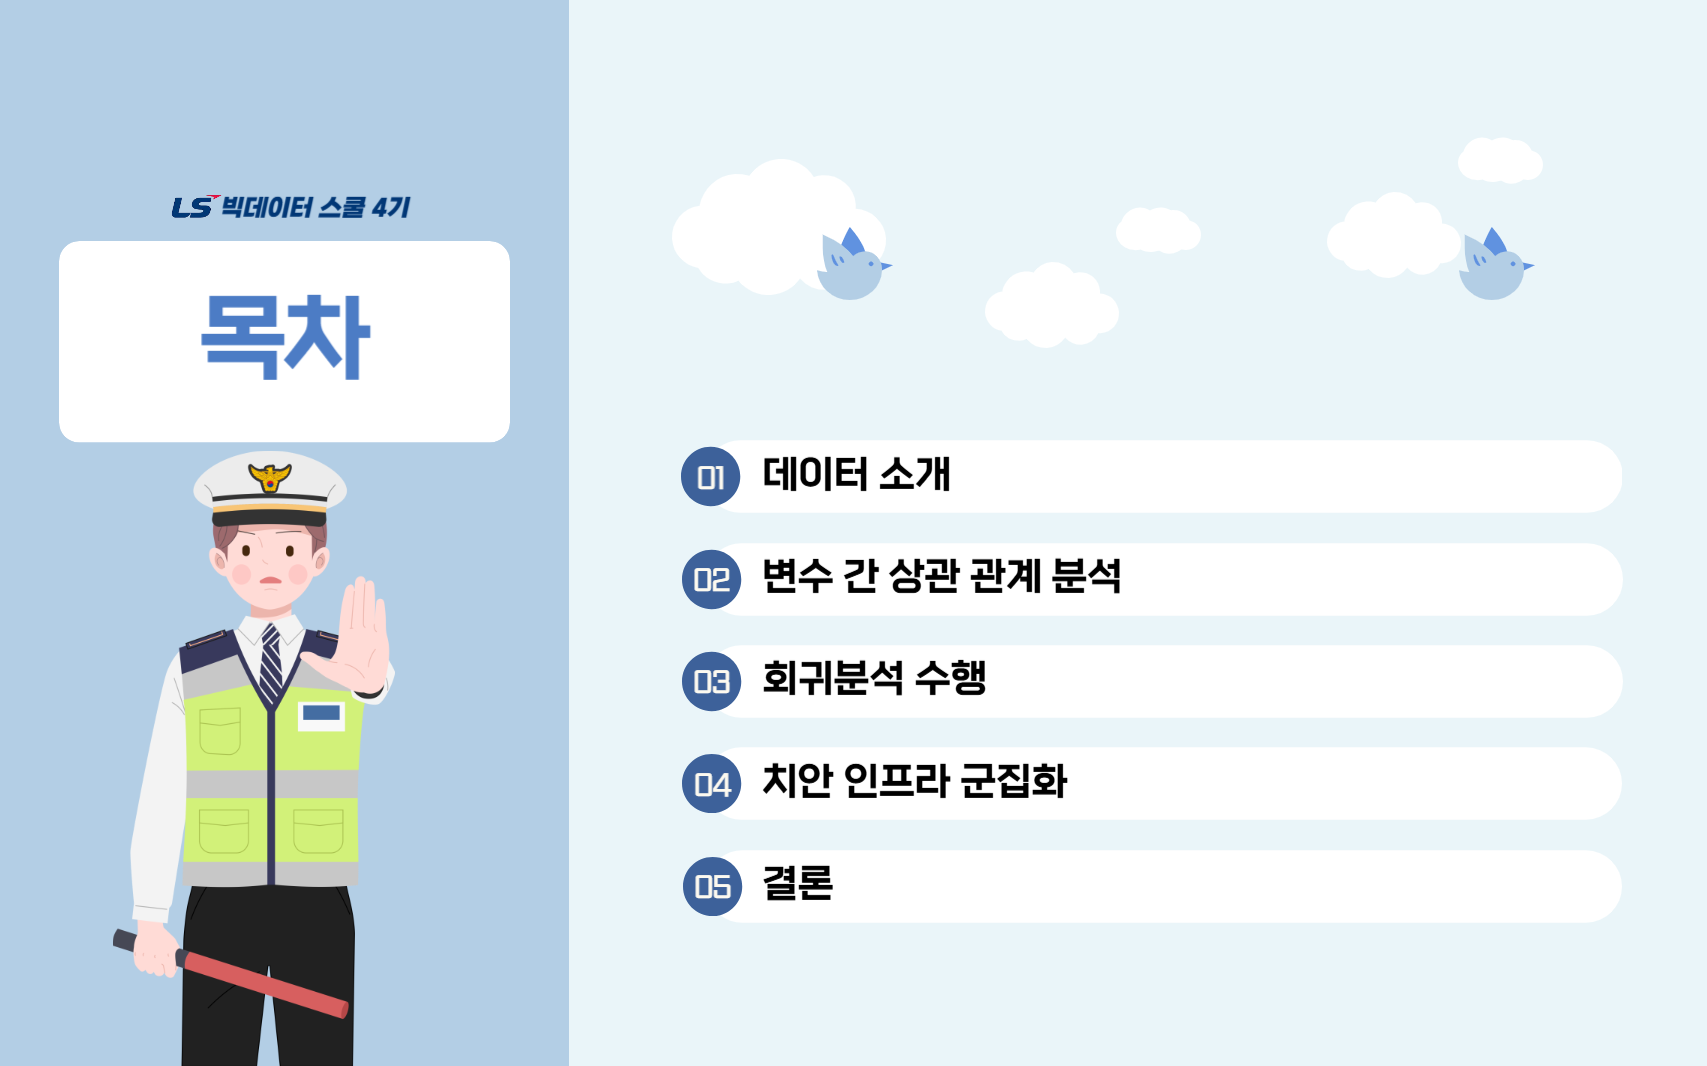 LS 빅데이터 스쿨 4기
목차
01 데이터 소개
02 변수 간 상관 관계 분석
03 회귀분석 수행
04 치안 인프라 군집화
05 결론